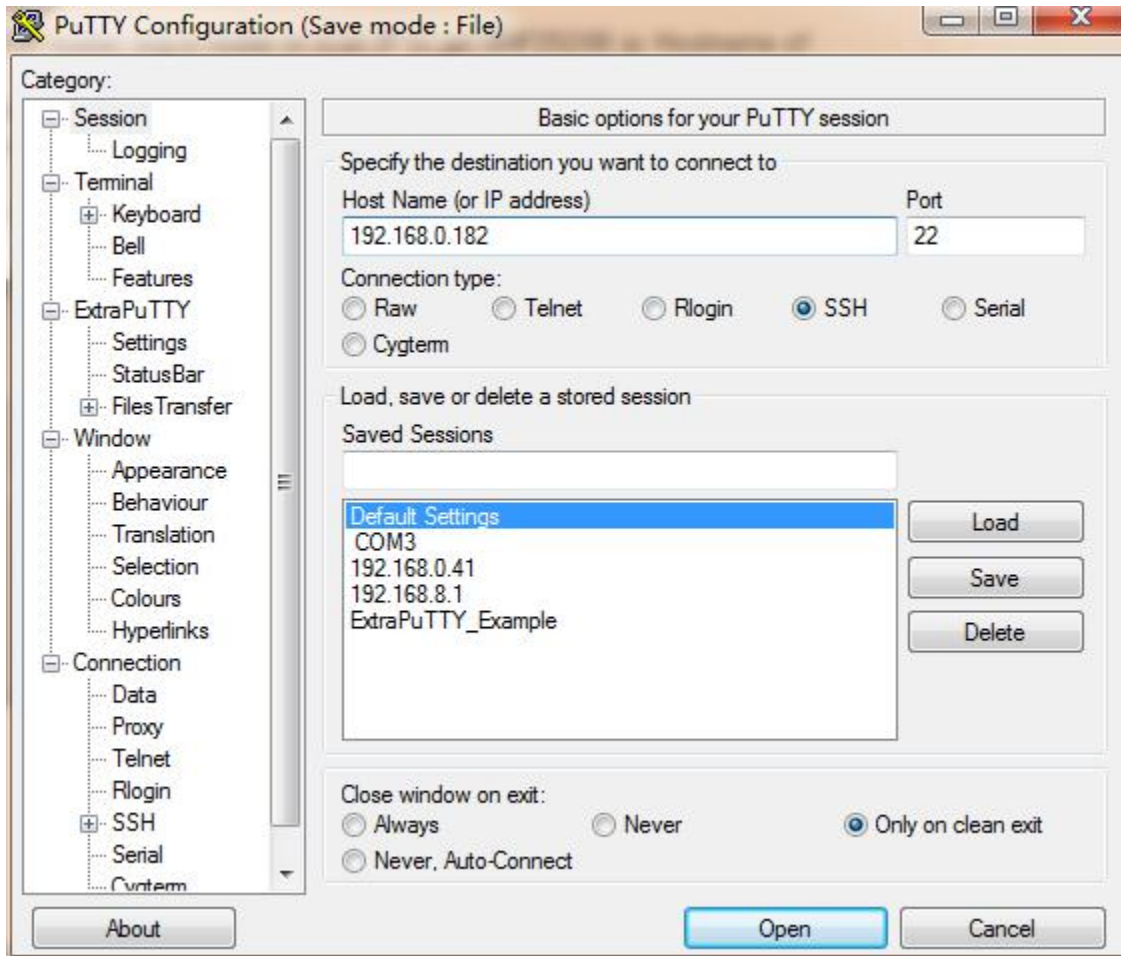 PuTTY Configuration (Save mode : File)
Category:
Session
Logging
Terminal
Keyboard
Bell
Features
ExtraPuTTY
Settings
StatusBar
FilesTransfer
Window
Appearance
Behaviour
Translation
Selection
Colours
Hyperlinks
Connection
Data
Proxy
Telnet
Rlogin
SSH
Serial
Cygterm
Basic options for your PuTTY session
Specify the destination you want to connect to
Host Name (or IP address) Port
192.168.0.182 22
Connection type:
Raw Telnet Rlogin SSH Serial
Cygterm
Load, save or delete a stored session
Saved Sessions
Default Settings
COM3
192.168.0.41
192.168.8.1
ExtraPuTTY_Example
Load
Save
Delete
Close window on exit:
Always Never Only on clean exit
Never, Auto-Connect
About Open Cancel